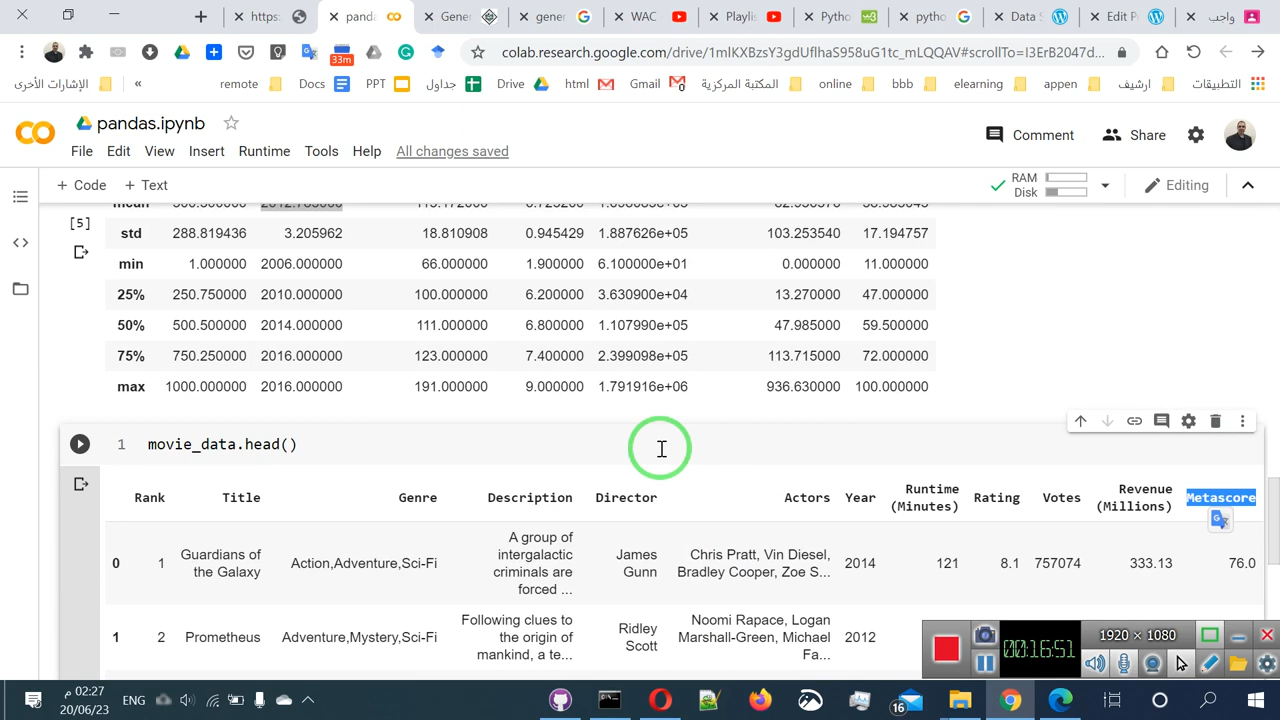 https:
panda
Gener
gener
WAC
Playlis
Pytho
pytho
Data S
Edit P
واجب
colab.research.google.com/drive/1mlKXBzsY3gdUflhaS958uG1tc_mLQQAV#scrollTo=I3ErB2047d...
33m
الإشارات الأخرى « remote Docs PPT جداول Drive html Gmail المكتبة المركزية online bbb elearning appen ارشيف التطبيقات
pandas.ipynb
Comment Share
File Edit View Insert Runtime Tools Help All changes saved
+ Code + Text RAM Disk Editing
[5]
std 288.819436 3.205962 18.810908 0.945429 1.887626e+05 103.253540 17.194757
min 1.000000 2006.000000 66.000000 1.900000 6.100000e+01 0.000000 11.000000
25% 250.750000 2010.000000 100.000000 6.200000 3.630900e+04 13.270000 47.000000
50% 500.500000 2014.000000 111.000000 6.800000 1.107990e+05 47.985000 59.500000
75% 750.250000 2016.000000 123.000000 7.400000 2.399098e+05 113.715000 72.000000
max 1000.000000 2016.000000 191.000000 9.000000 1.791916e+06 936.630000 100.000000
1 movie_data.head()
Rank Title Genre Description Director Actors Year Runtime (Minutes) Rating Votes Revenue (Millions) Metascore
0 1 Guardians of the Galaxy Action,Adventure,Sci-Fi A group of intergalactic criminals are forced ... James Gunn Chris Pratt, Vin Diesel, Bradley Cooper, Zoe S... 2014 121 8.1 757074 333.13 76.0
1 2 Prometheus Adventure,Mystery,Sci-Fi Following clues to the origin of mankind, a te... Ridley Scott Noomi Rapace, Logan Marshall-Green, Michael Fa... 2012
00:16:51
1920 × 1080
02:27 م
20/06/23
ENG
16